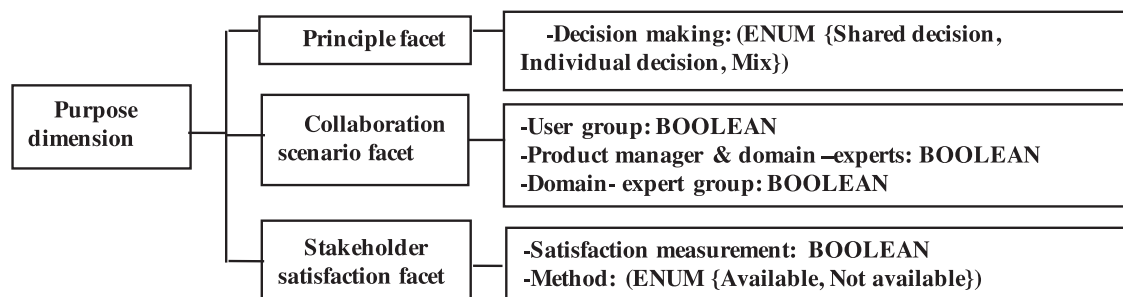 Purpose
dimension
Principle facet
-Decision making: (ENUM {Shared decision,
Individual decision, Mix})
Collaboration
scenario facet
-User group: BOOLEAN
-Product manager & domain –experts: BOOLEAN
-Domain- expert group: BOOLEAN
Stakeholder
satisfaction facet
-Satisfaction measurement: BOOLEAN
-Method: (ENUM {Available, Not available})